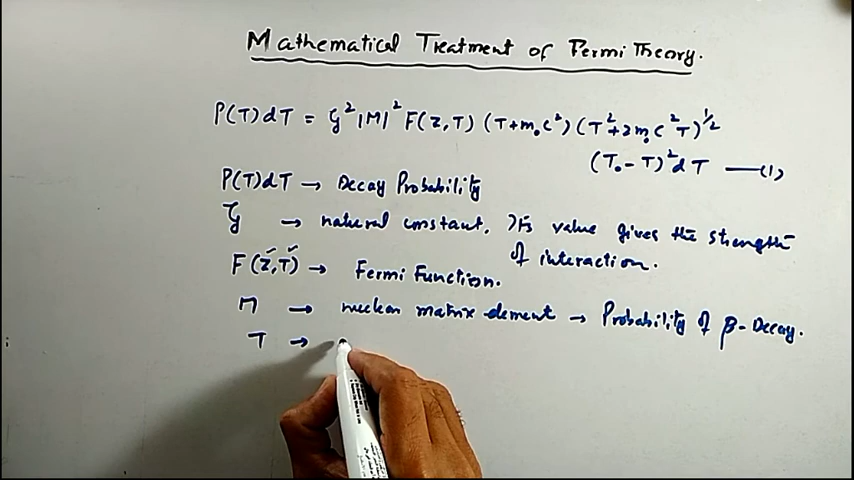 Mathematical Treatment of Fermi Theory.
P(T)dT = G² |M|² F(Z,T) (T+m₀c²) (T²+2m₀c²T)^1/2
(T₀-T)² dT —(1)
P(T)dT → Decay Probability
G → natural constant. Its value gives the strength
of interaction.
F(Z,T) → Fermi Function.
M → nuclear matrix element → Probability of β-Decay.
T →